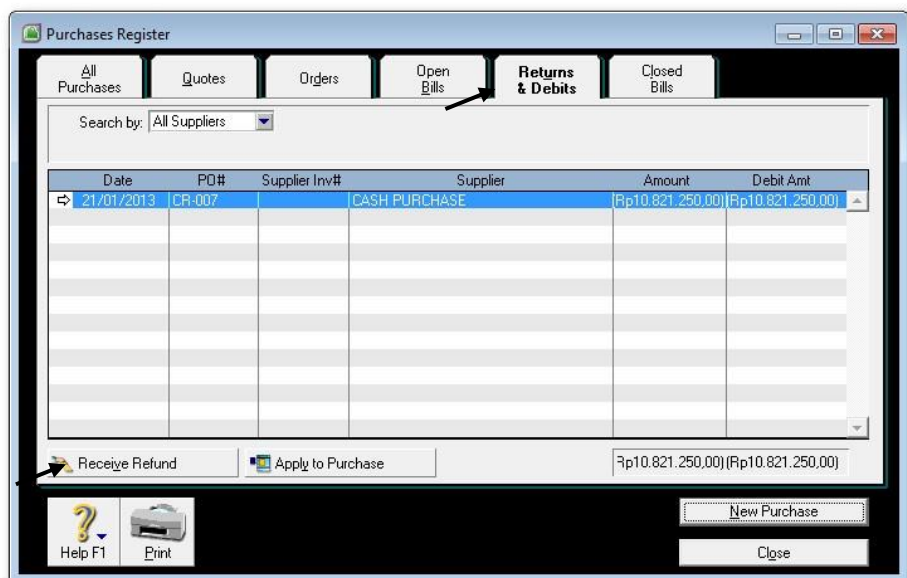 Purchases Register
All
Purchases
Quotes
Orders
Open
Bills
Returns
& Debits
Closed
Bills
Search by: All Suppliers
Date PO# Supplier Inv# Supplier Amount Debit Amt
21/01/2013 CR-007 CASH PURCHASE (Rp10.821.250,00) (Rp10.821.250,00)
Receive Refund Apply to Purchase Rp10.821.250,00) (Rp10.821.250,00)
New Purchase
Help F1 Print Close